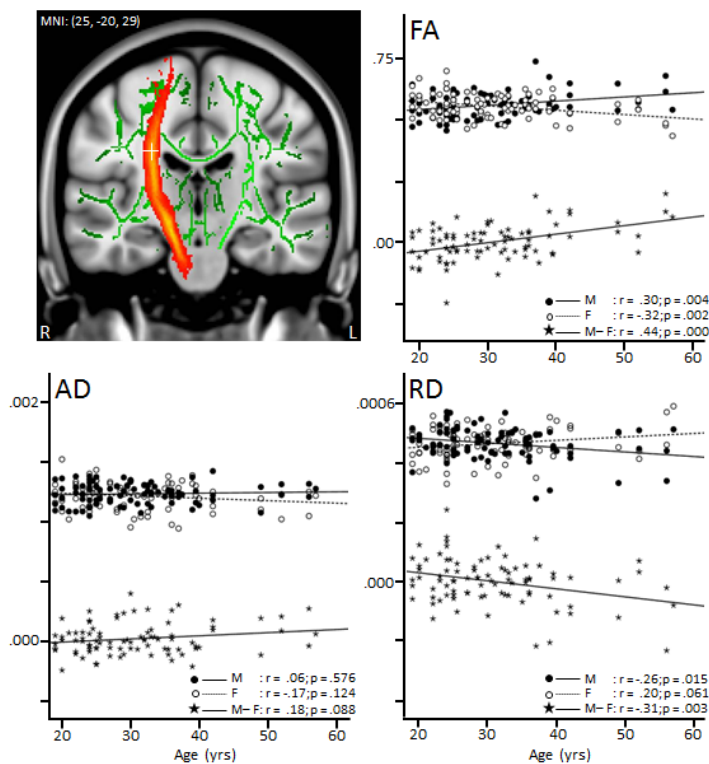 MNI: (25, -20, 29)
R
L
FA
.75
.00
M : r = .30; p = .004
F : r = -.32; p = .002
M – F : r = .44; p = .000
20 30 40 50 60
AD
.002
.000
M : r = .06; p = .576
F : r = -.17; p = .124
M – F : r = .18; p = .088
20 30 40 50 60
Age (yrs)
RD
.0006
.000
M : r = -.26; p = .015
F : r = .20; p = .061
M – F : r = -.31; p = .003
20 30 40 50 60
Age (yrs)